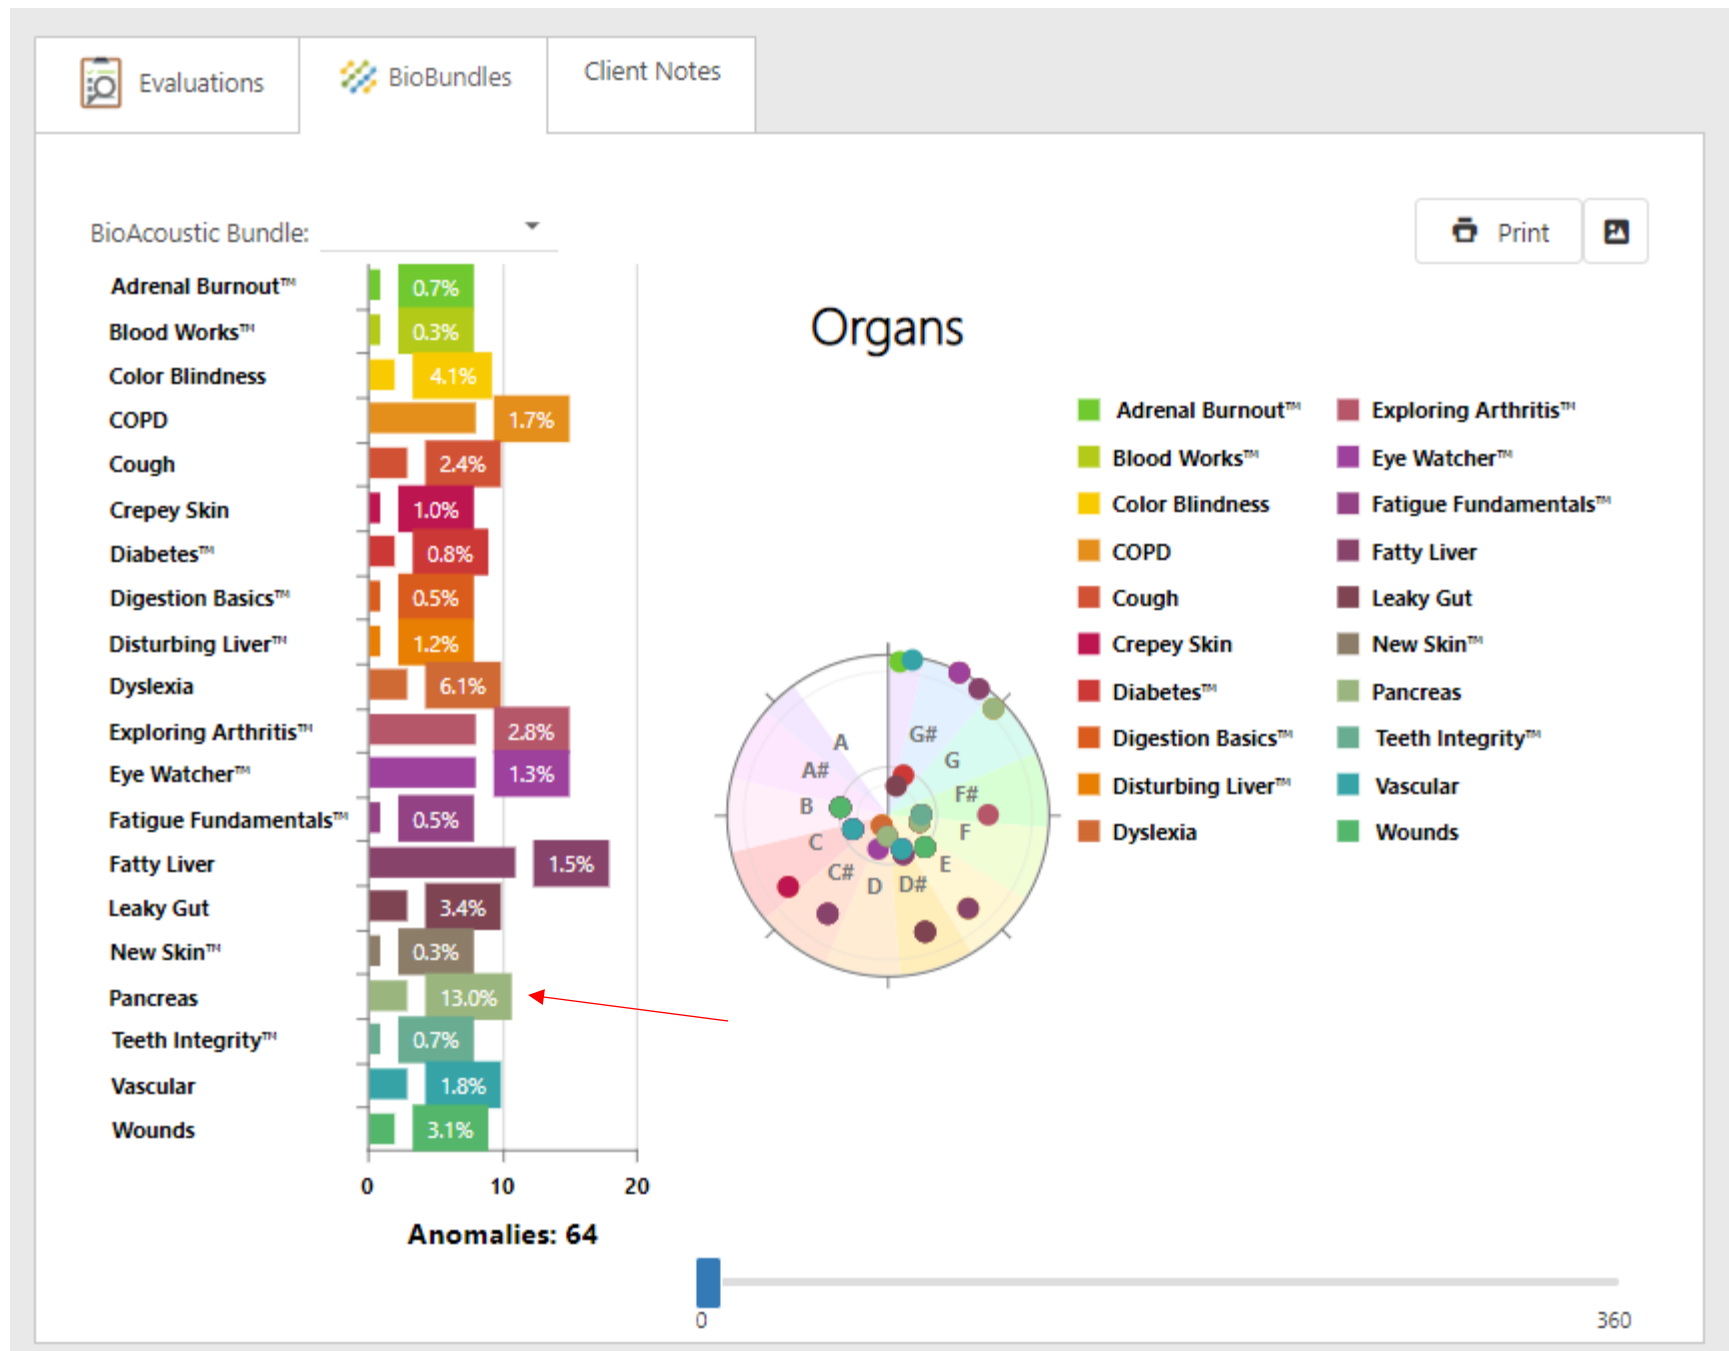 Evaluations
BioBundles
Client Notes
BioAcoustic Bundle:
Print
Adrenal Burnout™ 0.7%
Blood Works™ 0.3%
Color Blindness 4.1%
COPD 1.7%
Cough 2.4%
Crepey Skin 1.0%
Diabetes™ 0.8%
Digestion Basics™ 0.5%
Disturbing Liver™ 1.2%
Dyslexia 6.1%
Exploring Arthritis™ 2.8%
Eye Watcher™ 1.3%
Fatigue Fundamentals™ 0.5%
Fatty Liver 1.5%
Leaky Gut 3.4%
New Skin™ 0.3%
Pancreas 13.0%
Teeth Integrity™ 0.7%
Vascular 1.8%
Wounds 3.1%
0 10 20
Anomalies: 64
Organs
A
G#
A#
G
B
F#
C
F
C#
E
D
D#
Adrenal Burnout™
Blood Works™
Color Blindness
COPD
Cough
Crepey Skin
Diabetes™
Digestion Basics™
Disturbing Liver™
Dyslexia
Exploring Arthritis™
Eye Watcher™
Fatigue Fundamentals™
Fatty Liver
Leaky Gut
New Skin™
Pancreas
Teeth Integrity™
Vascular
Wounds
0 360